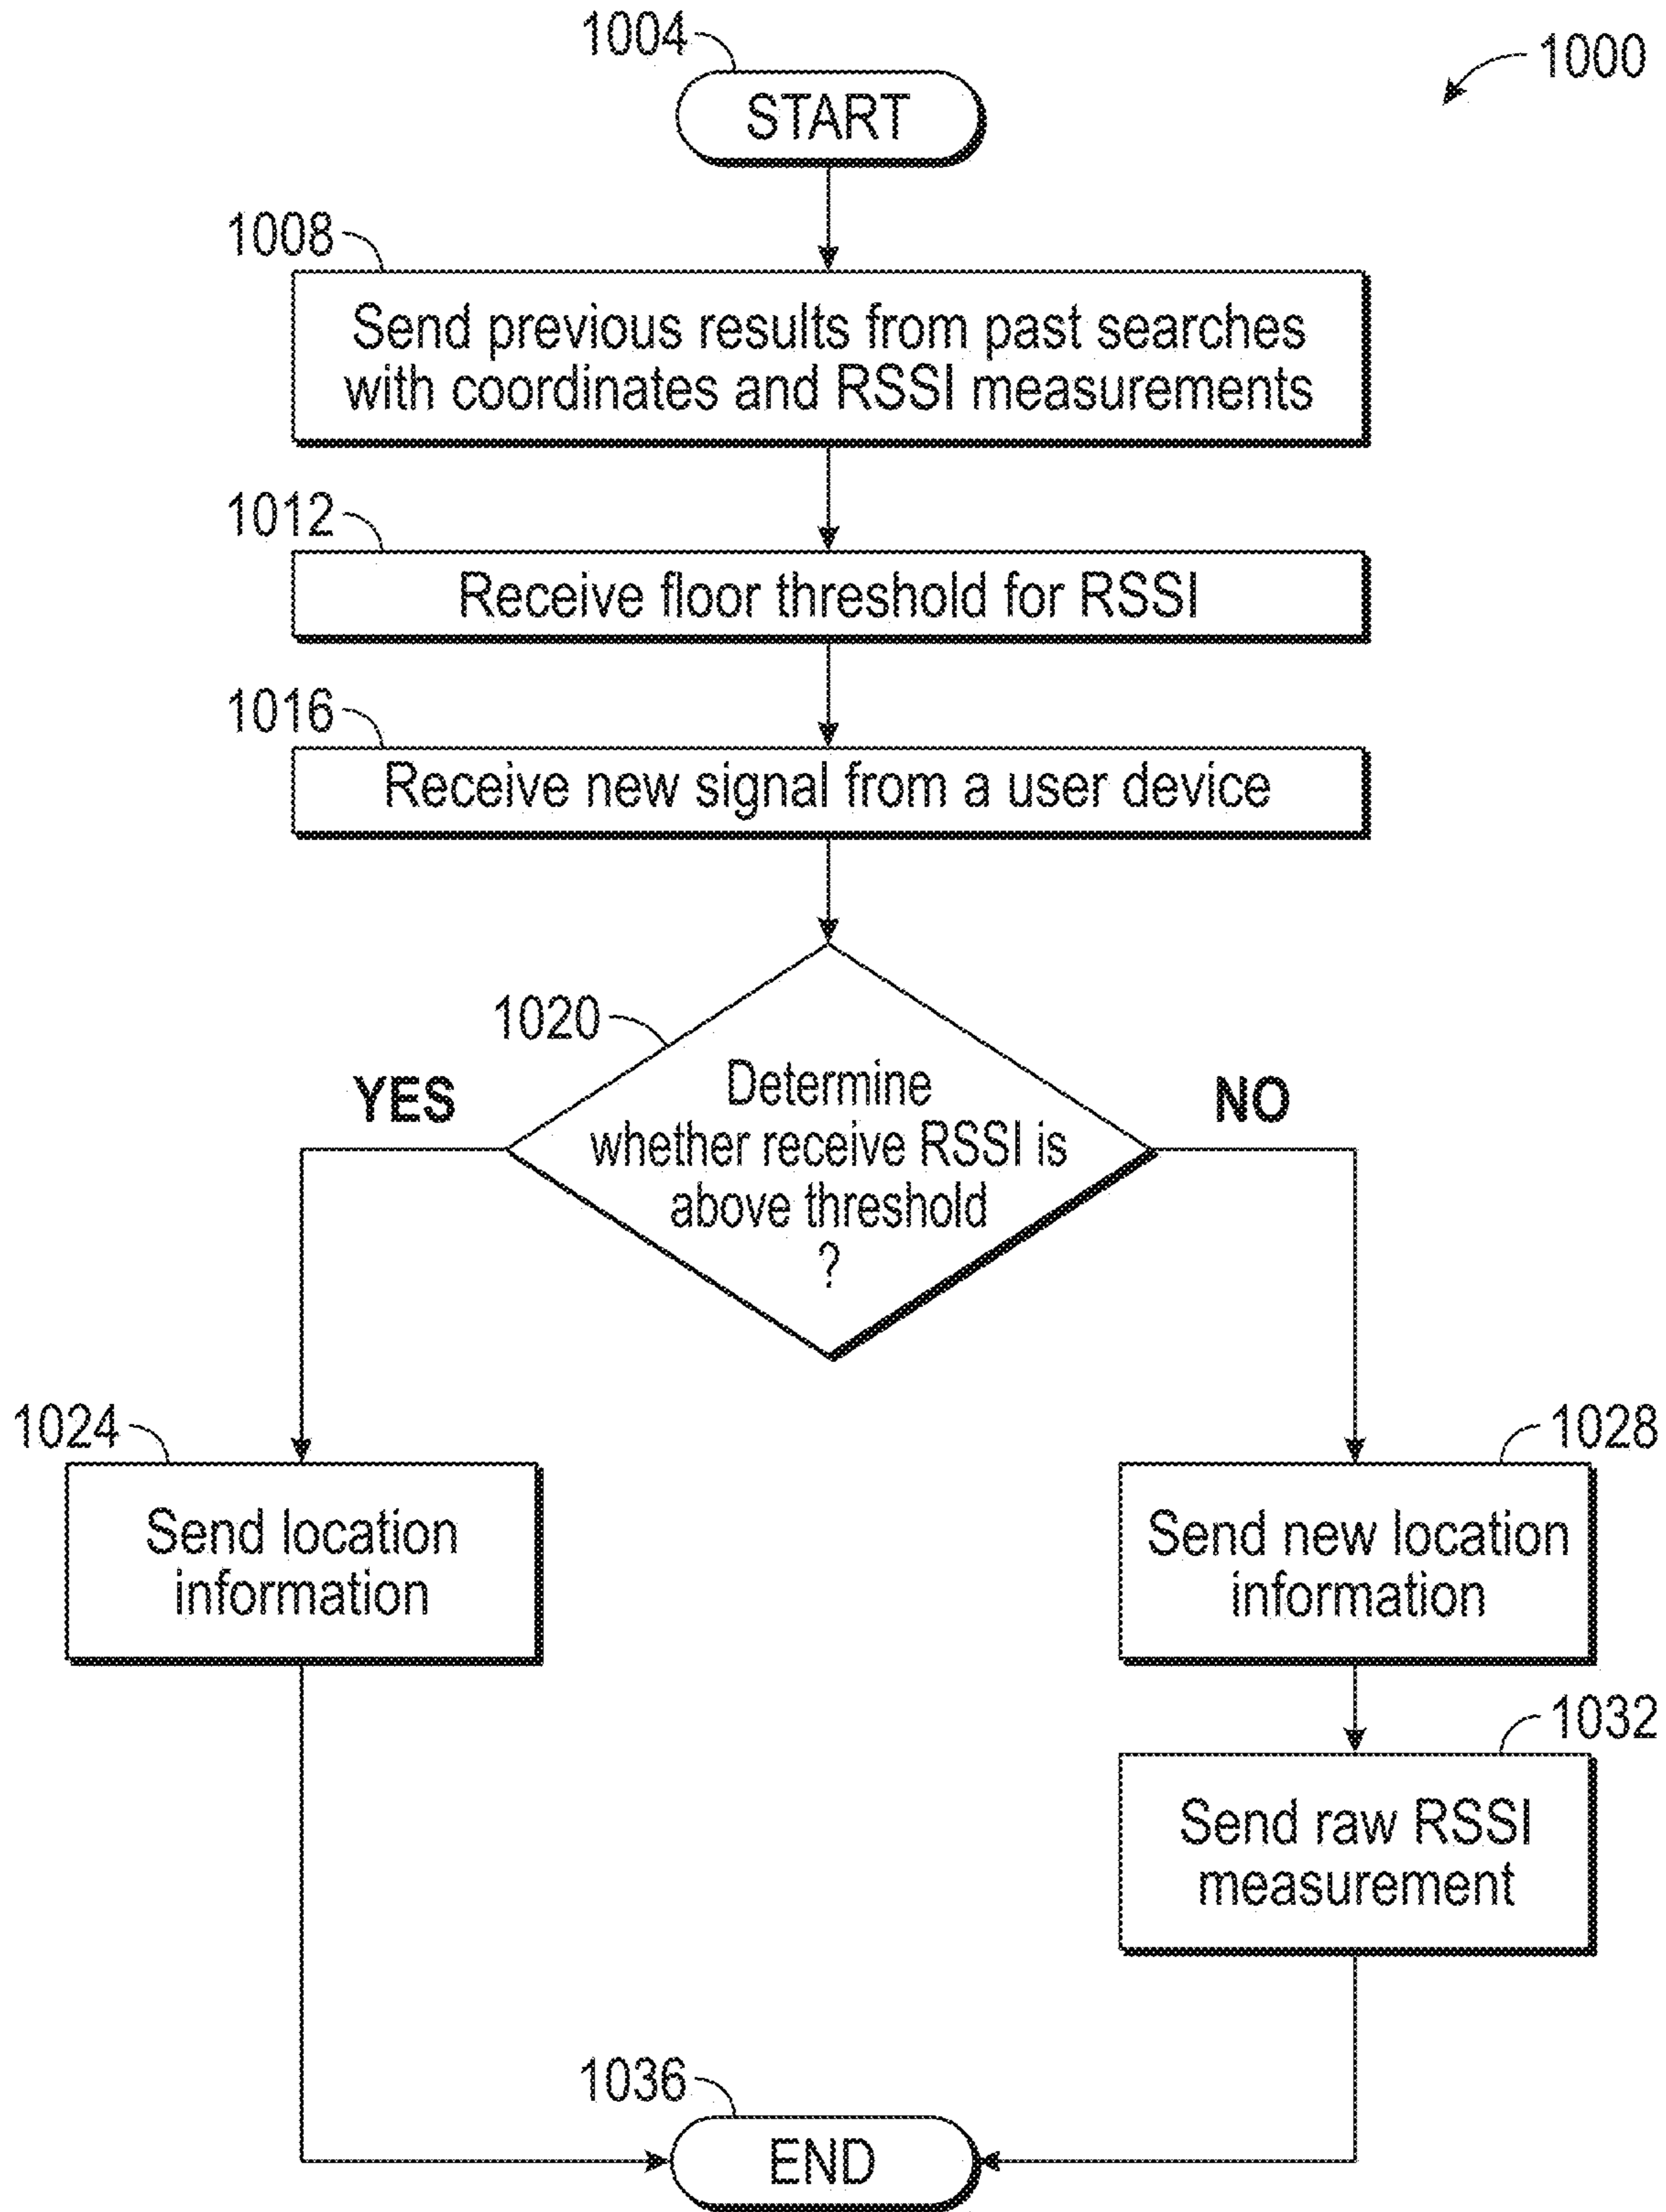 1004
1000
START
1008
Send previous results from past searches
with coordinates and RSSI measurements
1012
Receive floor threshold for RSSI
1016
Receive new signal from a user device
1020
YES
NO
Determine
whether receive RSSI is
above threshold
?
1024
1028
Send location
information
Send new location
information
1032
Send raw RSSI
measurement
1036
END